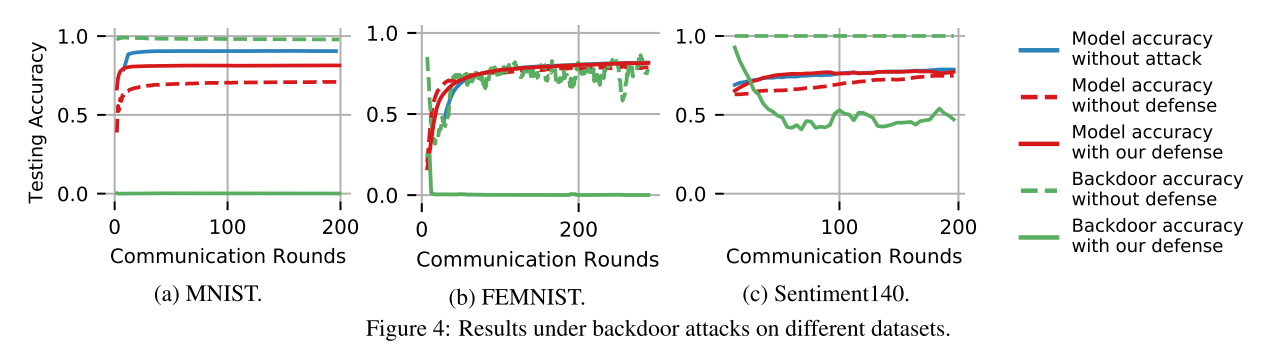 Testing Accuracy
1.0
0.5
0.0
0
100
200
Communication Rounds
(a) MNIST.
1.0
0.5
0.0
0
200
Communication Rounds
(b) FEMNIST.
1.0
0.5
0.0
100
200
Communication Rounds
(c) Sentiment140.
Model accuracy
without attack
Model accuracy
without defense
Model accuracy
with our defense
Backdoor accuracy
without defense
Backdoor accuracy
with our defense
Figure 4: Results under backdoor attacks on different datasets.